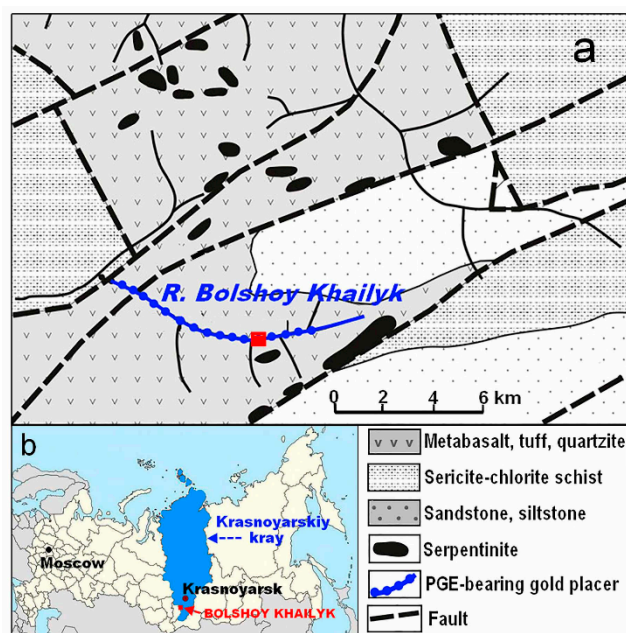 a
R. Bolshoy Khailyk
0 2 4 6 km
b
Krasnoyarskiy
kray
Moscow
Krasnoyarsk
BOLSHOY KHAILYK
Metabasalt, tuff, quartzite
Sericite-chlorite schist
Sandstone, siltstone
Serpentinite
PGE-bearing gold placer
Fault